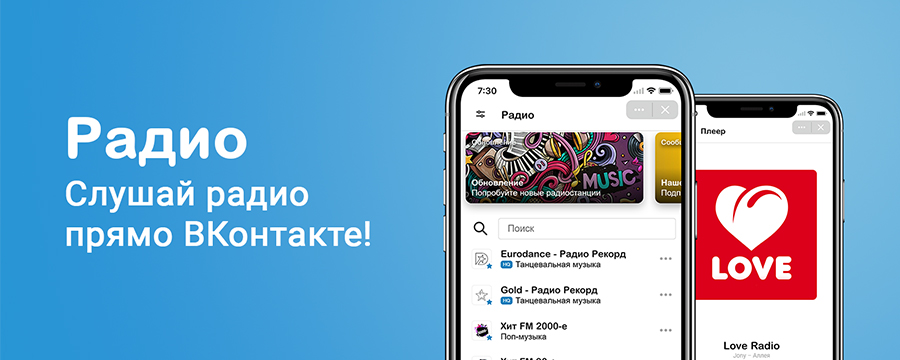 Радио
Слушай радио
прямо ВКонтакте!
7:30
Радио
Обновление
MUSIC
Обновление
Попробуйте новые радиостанции
Сооб
Наше
Подп
Поиск
Eurodance - Радио Рекорд
HQ Танцевальная музыка
Gold - Радио Рекорд
HQ Танцевальная музыка
Хит FM 2000-е
Поп-музыка
Плеер
LOVE
Love Radio
Jony - Аллея